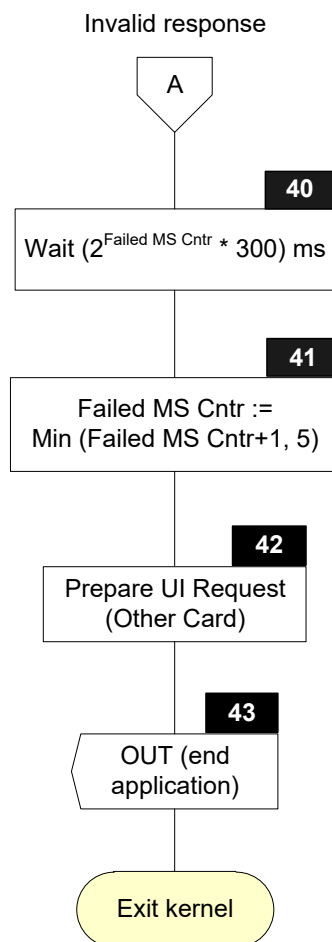 Invalid response
A
40
Wait (2^Failed MS Cntr * 300) ms
41
Failed MS Cntr :=
Min (Failed MS Cntr+1, 5)
42
Prepare UI Request
(Other Card)
43
OUT (end
application)
Exit kernel